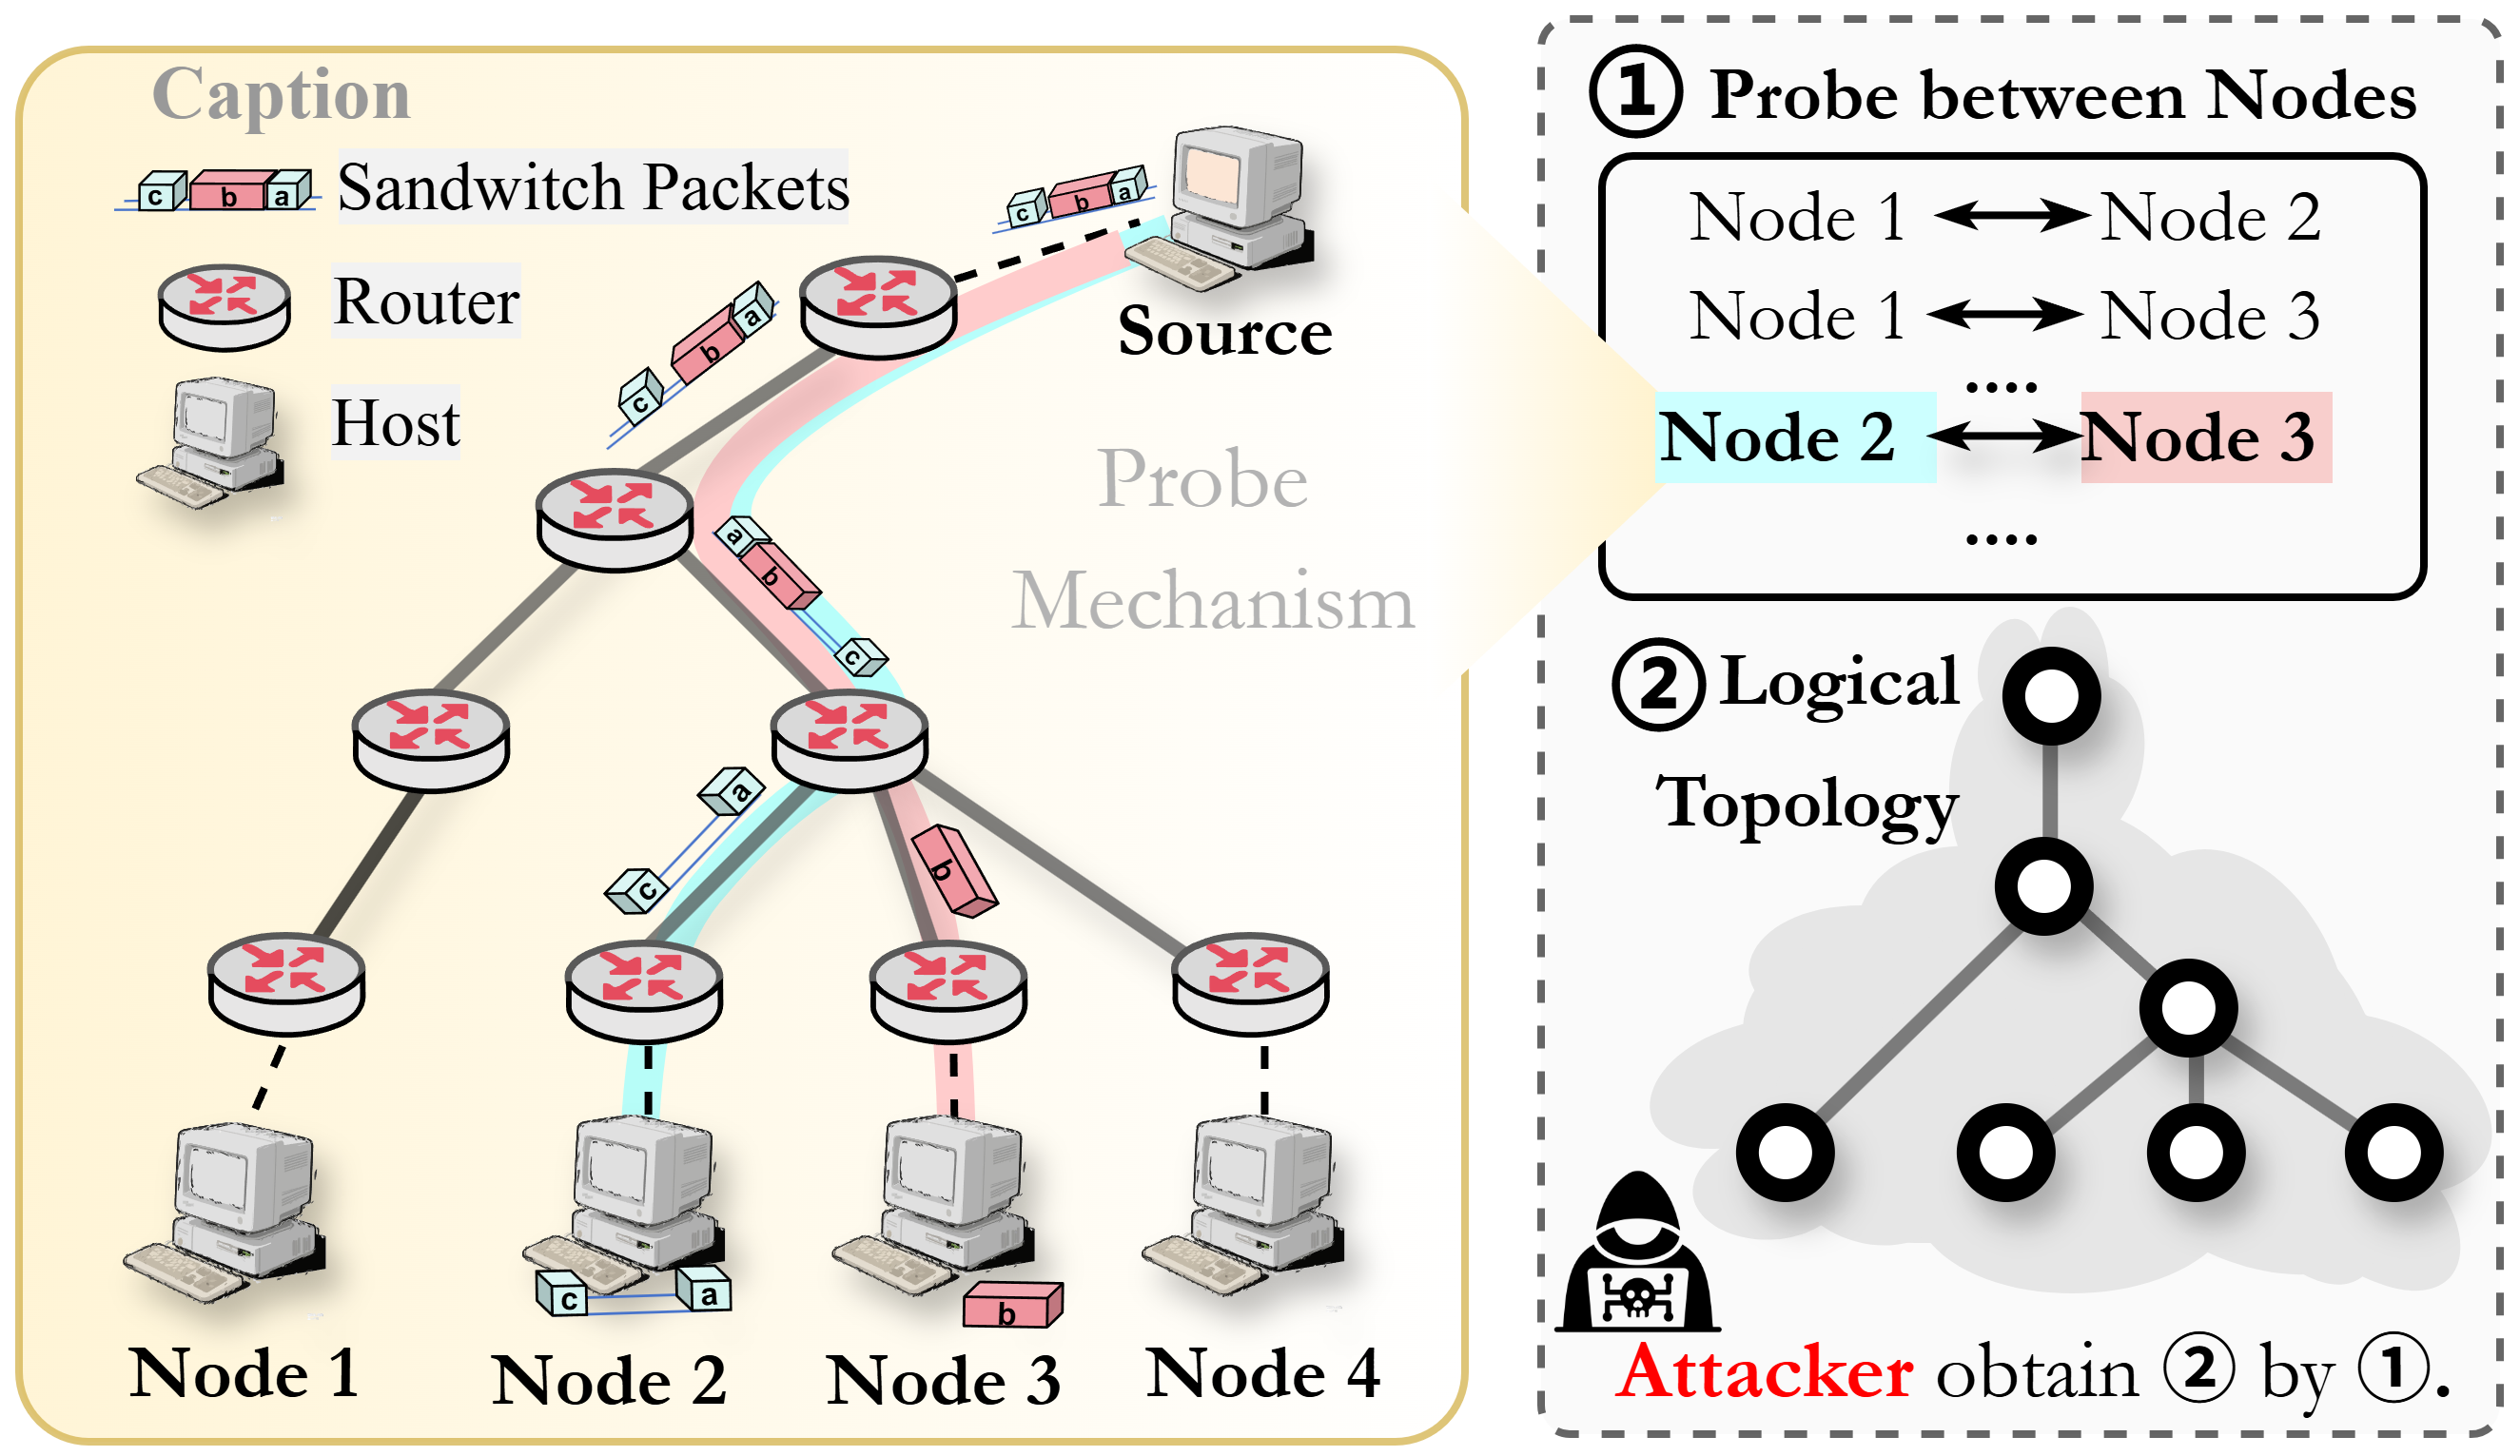 Caption
c b a Sandwitch Packets
Router
Host
c b a
Source
a
b
c
Probe
Mechanism
a
b
c
a
c
b
c a
b
Node 1 Node 2 Node 3 Node 4
① Probe between Nodes
Node 1 Node 2
Node 1 Node 3
....
Node 2 Node 3
....
② Logical
Topology
Attacker obtain ② by ①.